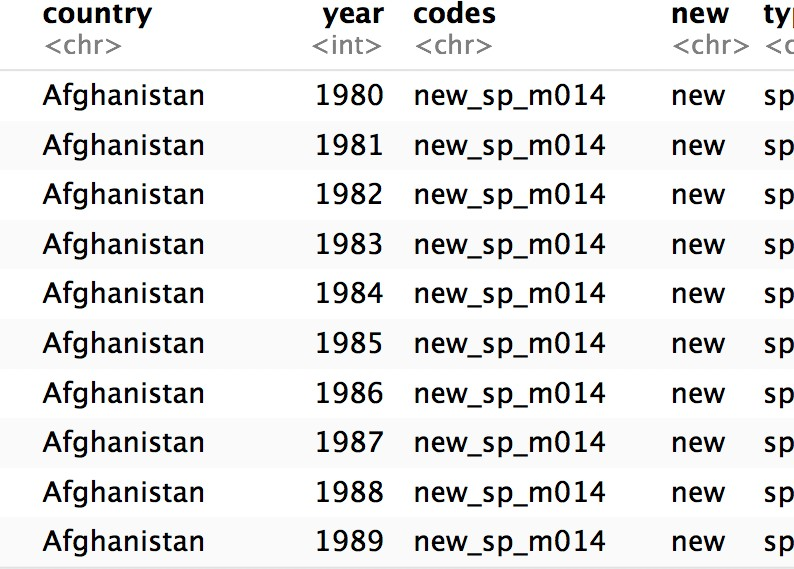 country year codes new typ
<chr> <int> <chr> <chr> <c
Afghanistan 1980 new_sp_m014 new sp
Afghanistan 1981 new_sp_m014 new sp
Afghanistan 1982 new_sp_m014 new sp
Afghanistan 1983 new_sp_m014 new sp
Afghanistan 1984 new_sp_m014 new sp
Afghanistan 1985 new_sp_m014 new sp
Afghanistan 1986 new_sp_m014 new sp
Afghanistan 1987 new_sp_m014 new sp
Afghanistan 1988 new_sp_m014 new sp
Afghanistan 1989 new_sp_m014 new sp